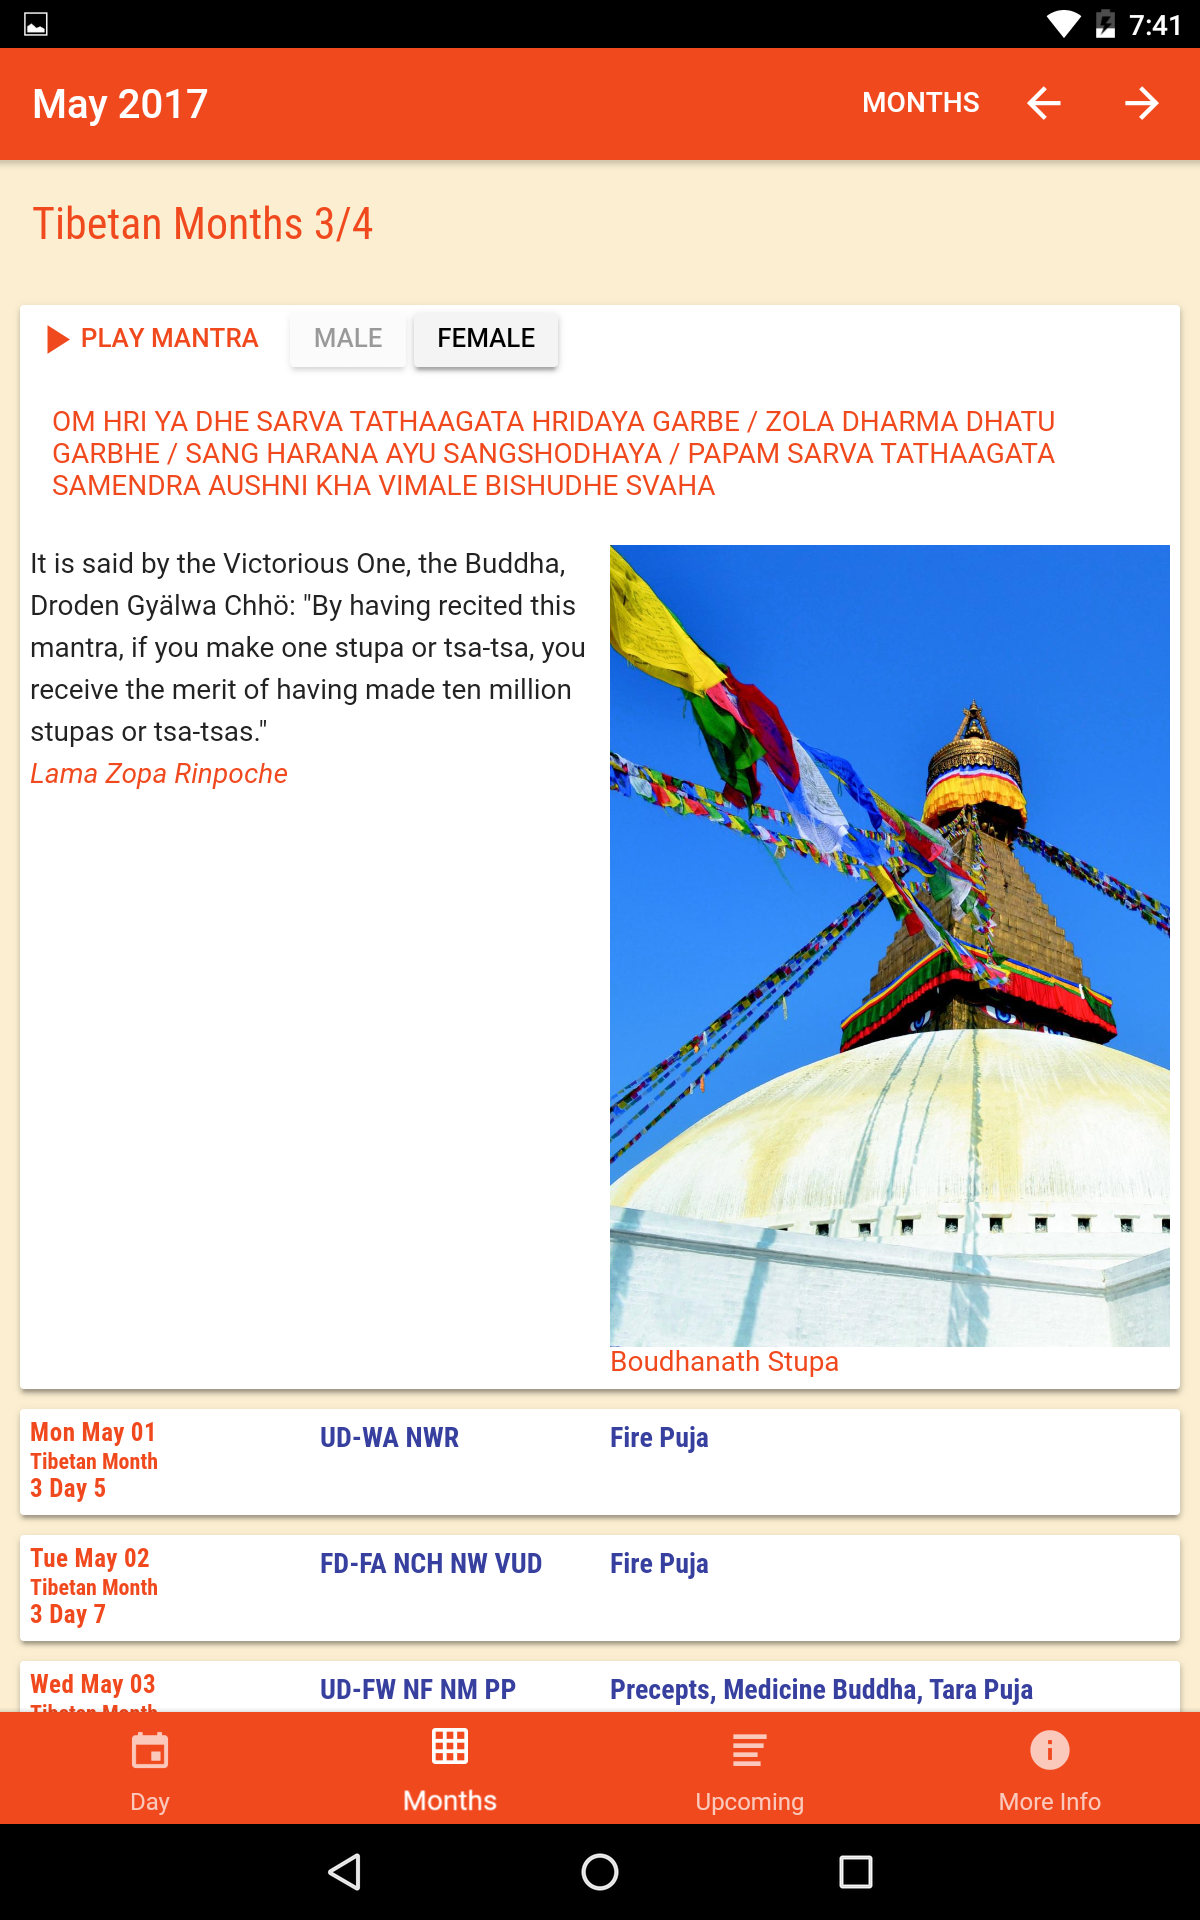 7:41
May 2017
MONTHS
Tibetan Months 3/4
PLAY MANTRA
MALE
FEMALE
OM HRI YA DHE SARVA TATHAAGATA HRIDAYA GARBE / ZOLA DHARMA DHATU
GARBHE / SANG HARANA AYU SANGSHODHAYA / PAPAM SARVA TATHAAGATA
SAMENDRA AUSHNI KHA VIMALE BISHUDHE SVAHA
It is said by the Victorious One, the Buddha,
Droden Gyälwa Chhö: "By having recited this
mantra, if you make one stupa or tsa-tsa, you
receive the merit of having made ten million
stupas or tsa-tsas."
Lama Zopa Rinpoche
Boudhanath Stupa
Mon May 01
Tibetan Month
3 Day 5
UD-WA NWR
Fire Puja
Tue May 02
Tibetan Month
3 Day 7
FD-FA NCH NW VUD
Fire Puja
Wed May 03
Tibetan Month
UD-FW NF NM PP
Precepts, Medicine Buddha, Tara Puja
Day
Months
Upcoming
More Info